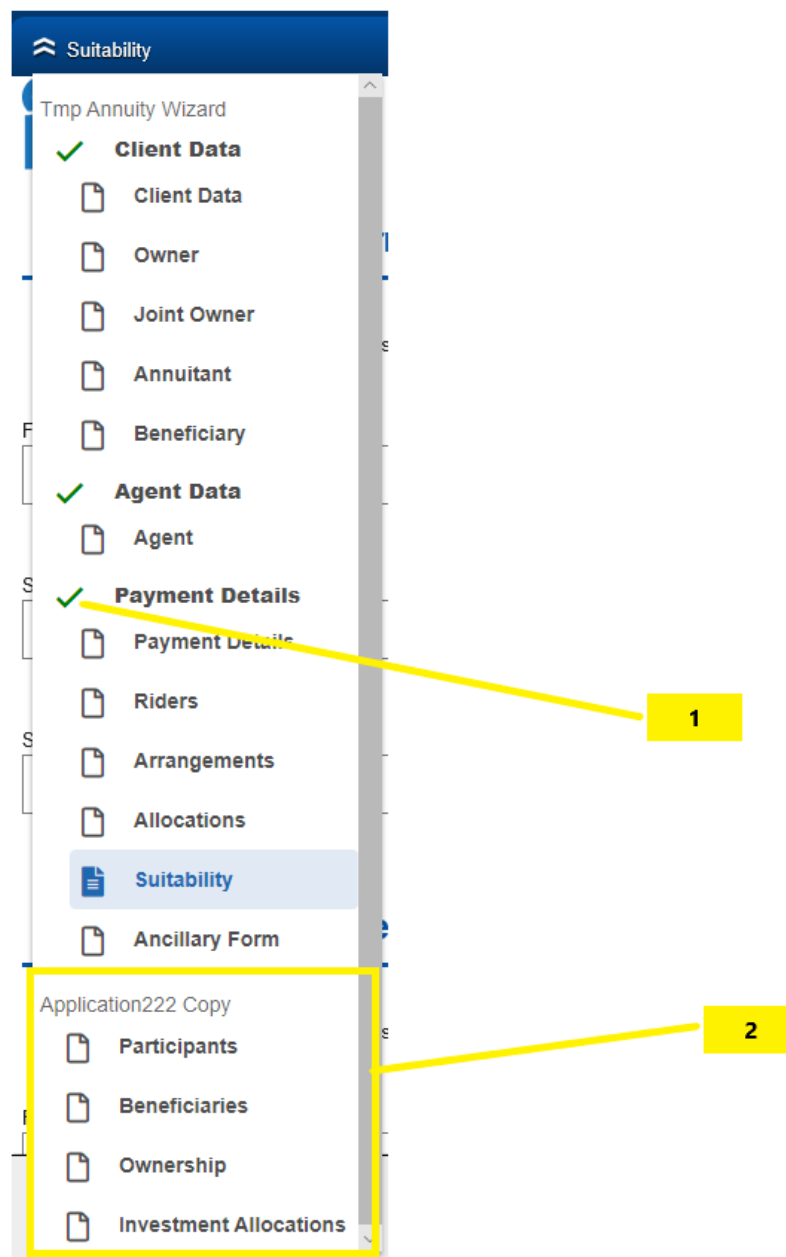 Suitability
Tmp Annuity Wizard
Client Data
Client Data
Owner
Joint Owner
s
Annuitant
F
Beneficiary
Agent Data
Agent
S
Payment Details
Payment Details
Riders
1
S
Arrangements
Allocations
Suitability
Ancillary Form
e
Application222 Copy
s
Participants
2
Beneficiaries
F
Ownership
Investment Allocations